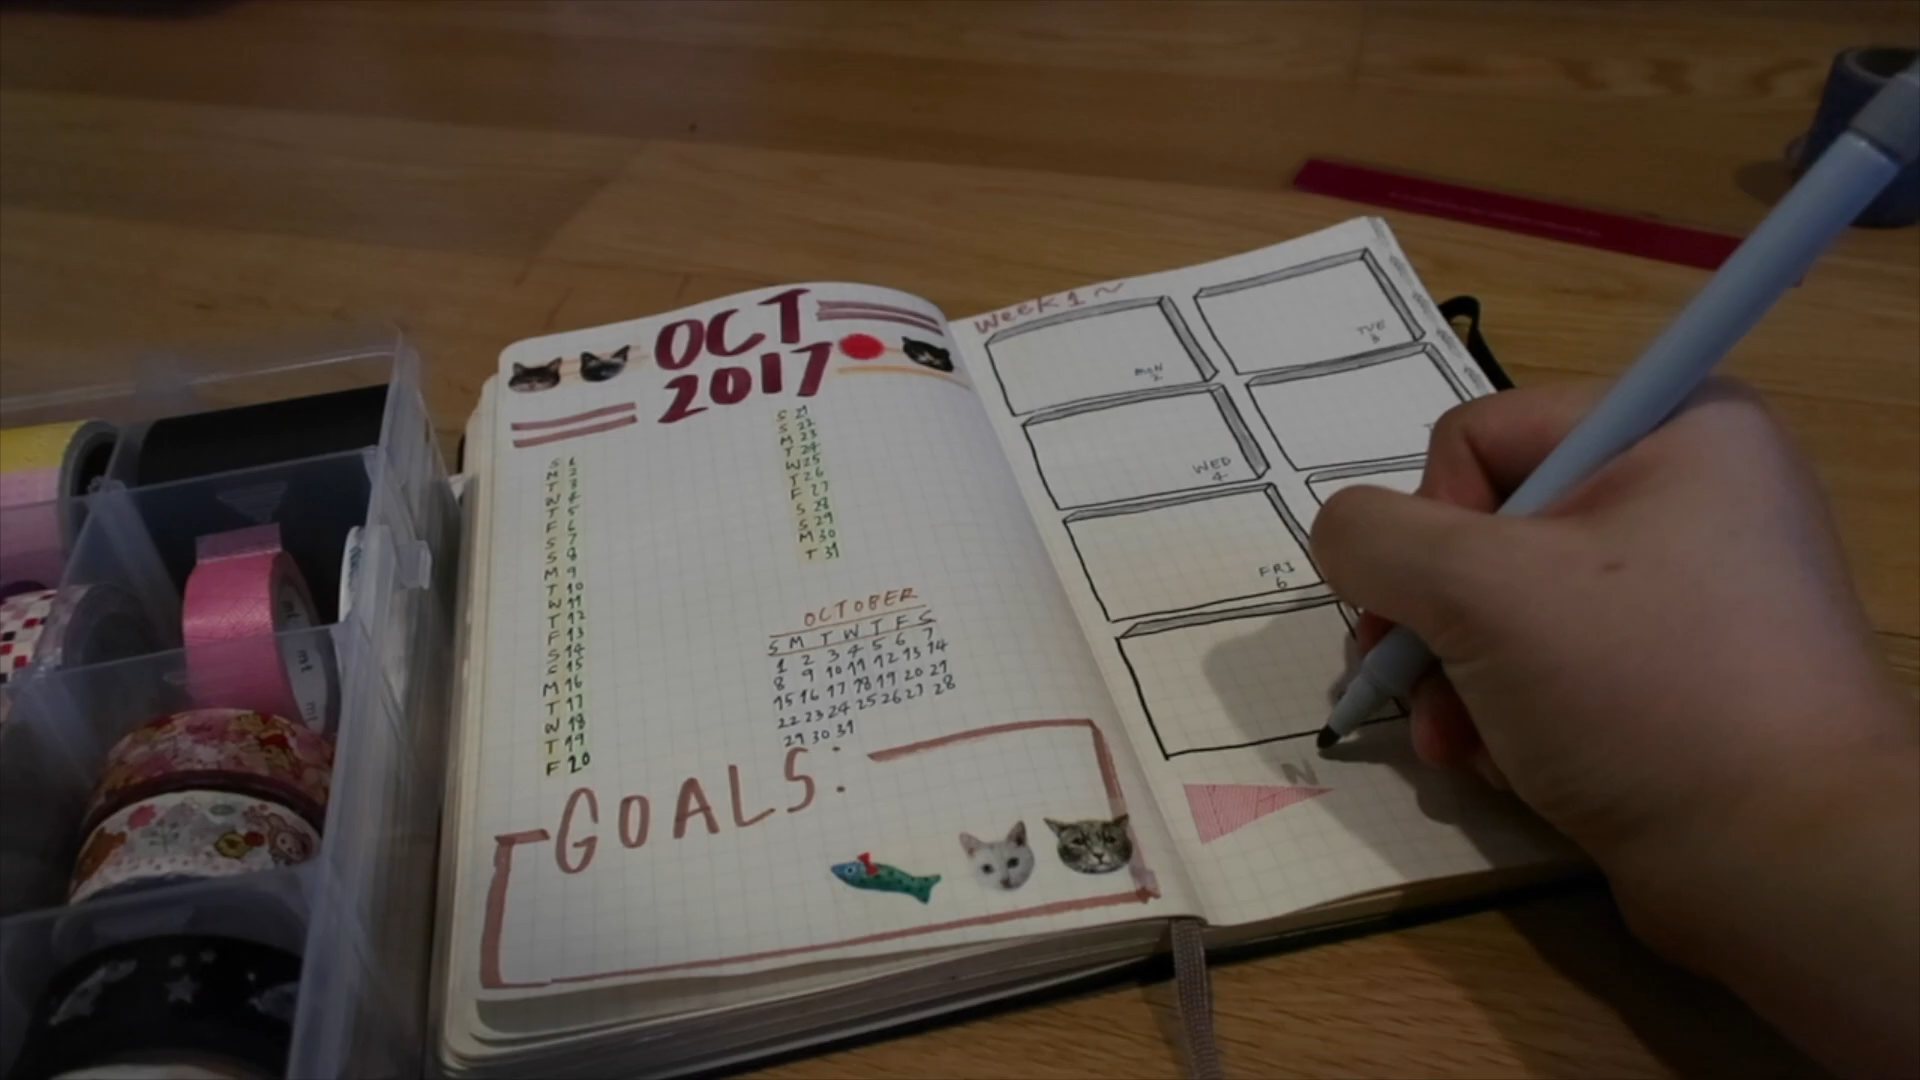 OCT
2017
S 1
M 2
T 3
W 4
T 5
F 6
S 7
S 8
M 9
T 10
W 11
T 12
F 13
S 14
S 15
M 16
T 17
W 18
T 19
F 20
S 21
S 22
M 23
T 24
W 25
T 26
F 27
S 28
S 29
M 30
T 31
OCTOBER
S M T W T F S
1 2 3 4 5 6 7
8 9 10 11 12 13 14
15 16 17 18 19 20 21
22 23 24 25 26 27 28
29 30 31
GOALS:
Week 1 ~
MON
2
TUE
3
WED
4
T
FRI
6
N
mt
mt